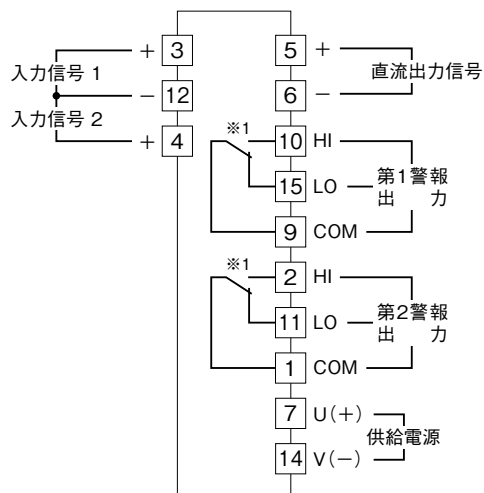 入力信号 1
入力信号 2
+ 3
− 12
+ 4
5 +
6 −
直流出力信号
※1
10 HI
15 LO
9 COM
第1警報
出 力
※1
2 HI
11 LO
1 COM
第2警報
出 力
7 U(+)
14 V(−)
供給電源